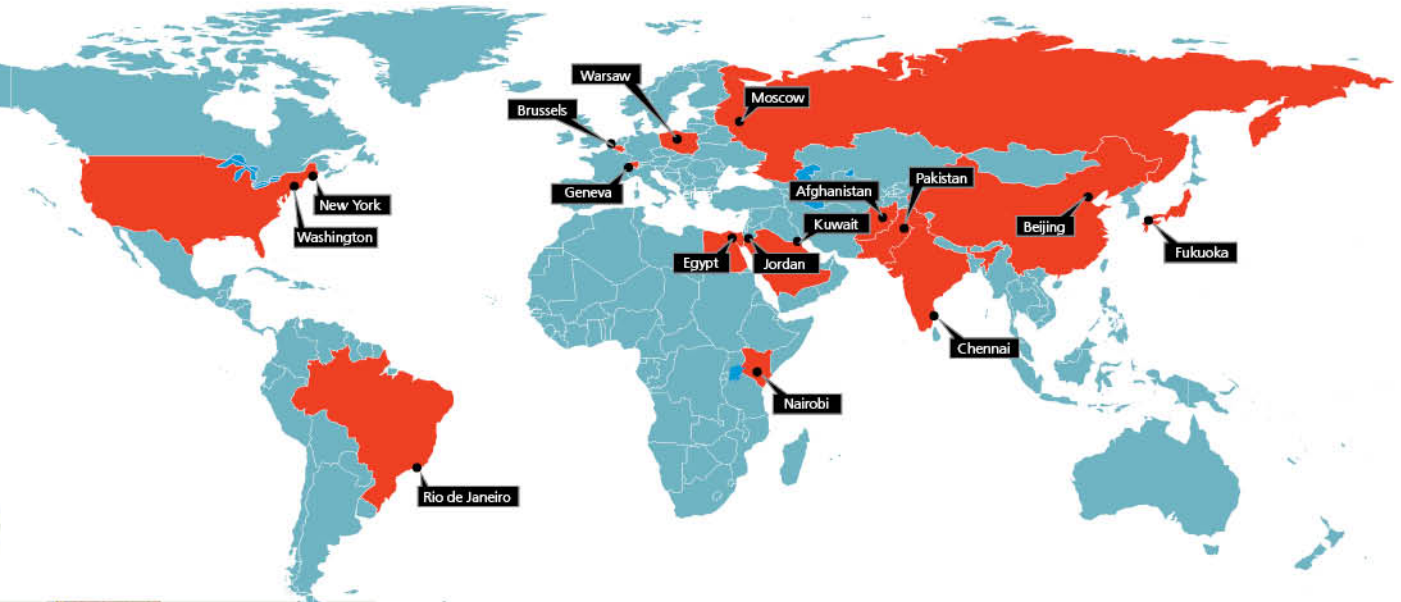 Warsaw
Moscow
Brussels
Geneva
Afghanistan
Pakistan
New York
Washington
Kuwait
Beijing
Egypt
Jordan
Fukuoka
Chennai
Nairobi
Rio de Janeiro